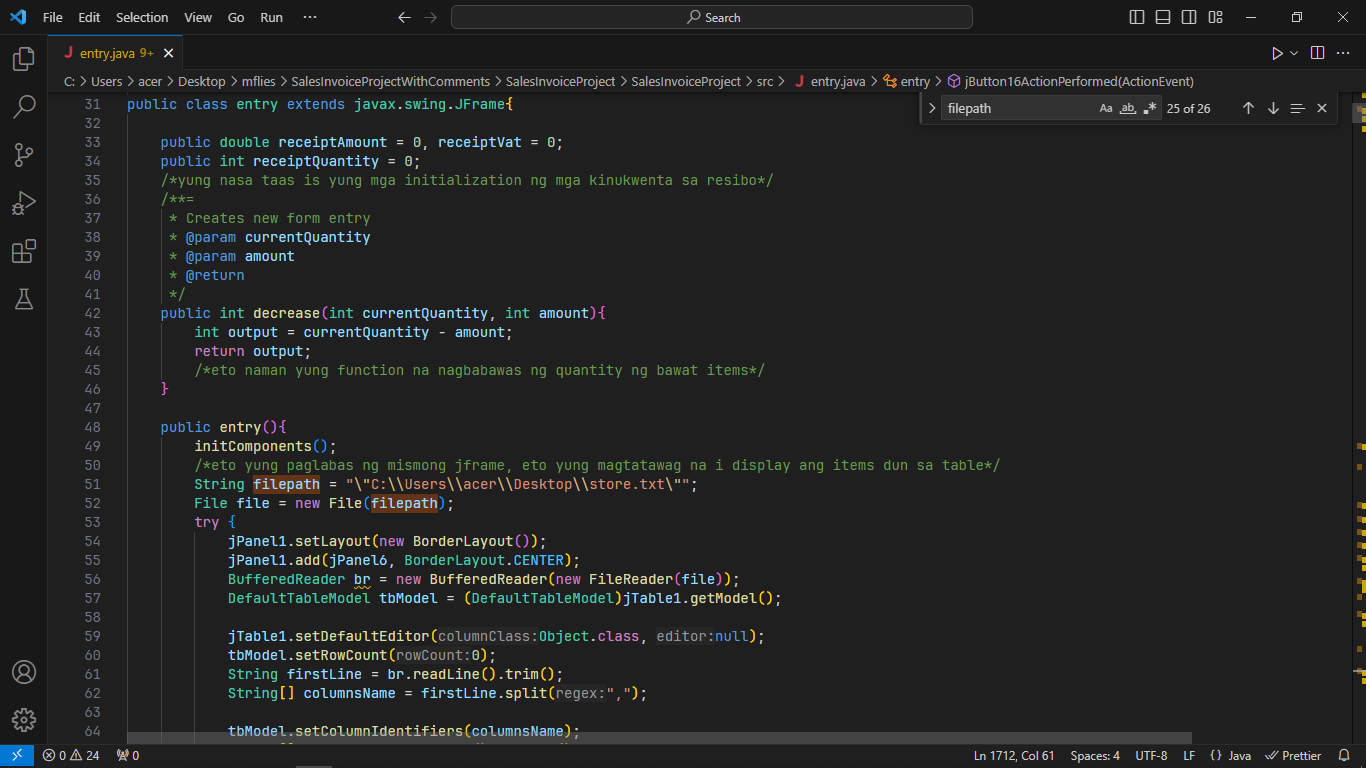 File Edit Selection View Go Run ··· Search
J entry.java 9+
C: > Users > acer > Desktop > mflies > SalesInvoiceProjectWithComments > SalesInvoiceProject > SalesInvoiceProject > src > J entry.java > entry > jButton16ActionPerformed(ActionEvent)
filepath Aa ab .* 25 of 26
31 public class entry extends javax.swing.JFrame{
32
33 public double receiptAmount = 0, receiptVat = 0;
34 public int receiptQuantity = 0;
35 /*yung nasa taas is yung mga initialization ng mga kinukwenta sa resibo*/
36 /**=
37 * Creates new form entry
38 * @param currentQuantity
39 * @param amount
40 * @return
41 */
42 public int decrease(int currentQuantity, int amount){
43 int output = currentQuantity - amount;
44 return output;
45 /*eto naman yung function na nagbabawas ng quantity ng bawat items*/
46 }
47
48 public entry(){
49 initComponents();
50 /*eto yung paglabas ng mismong jframe, eto yung magtatawag na i display ang items dun sa table*/
51 String filepath = "\"C:\\Users\\acer\\Desktop\\store.txt\"";
52 File file = new File(filepath);
53 try {
54 jPanel1.setLayout(new BorderLayout());
55 jPanel1.add(jPanel6, BorderLayout.CENTER);
56 BufferedReader br = new BufferedReader(new FileReader(file));
57 DefaultTableModel tbModel = (DefaultTableModel)jTable1.getModel();
58
59 jTable1.setDefaultEditor(columnClass:Object.class, editor:null);
60 tbModel.setRowCount(rowCount:0);
61 String firstLine = br.readLine().trim();
62 String[] columnsName = firstLine.split(regex:",");
63
64 tbModel.setColumnIdentifiers(columnsName);
0 24 0 Ln 1712, Col 61 Spaces: 4 UTF-8 LF {} Java Prettier